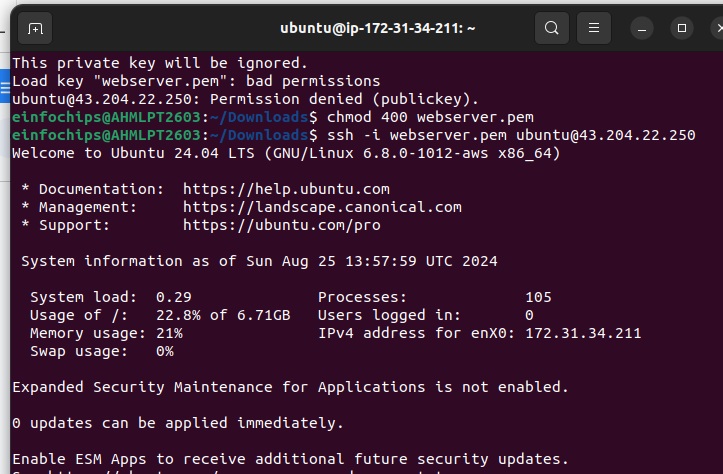 ubuntu@ip-172-31-34-211: ~
This private key will be ignored.
Load key "webserver.pem": bad permissions
ubuntu@43.204.22.250: Permission denied (publickey).
einfochips@AHMLPT2603:~/Downloads$ chmod 400 webserver.pem
einfochips@AHMLPT2603:~/Downloads$ ssh -i webserver.pem ubuntu@43.204.22.250
Welcome to Ubuntu 24.04 LTS (GNU/Linux 6.8.0-1012-aws x86_64)
* Documentation:  https://help.ubuntu.com
* Management:     https://landscape.canonical.com
* Support:        https://ubuntu.com/pro
System information as of Sun Aug 25 13:57:59 UTC 2024
System load:  0.29               Processes:             105
Usage of /:   22.8% of 6.71GB   Users logged in:       0
Memory usage: 21%                IPv4 address for enX0: 172.31.34.211
Swap usage:   0%
Expanded Security Maintenance for Applications is not enabled.
0 updates can be applied immediately.
Enable ESM Apps to receive additional future security updates.